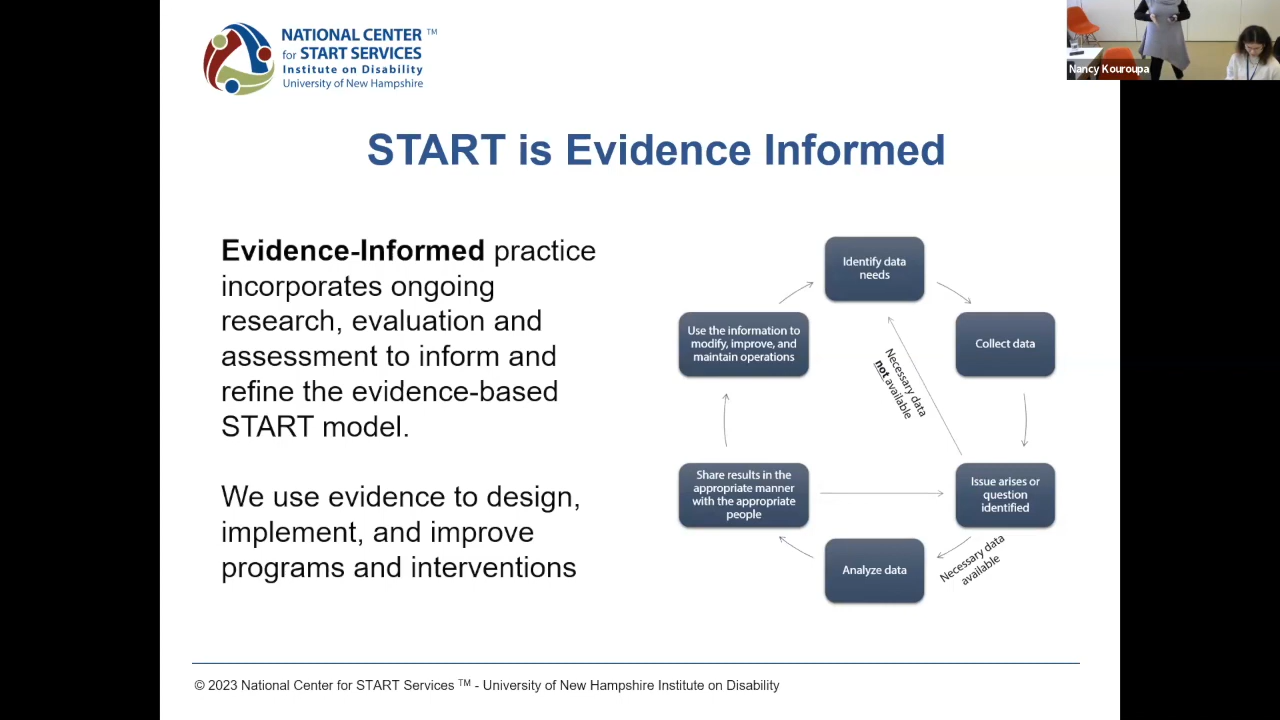 NATIONAL CENTER ™
for START SERVICES
Institute on Disability
University of New Hampshire
Nancy Kouroupa
START is Evidence Informed
Evidence-Informed practice
incorporates ongoing
research, evaluation and
assessment to inform and
refine the evidence-based
START model.
We use evidence to design,
implement, and improve
programs and interventions
Identify data
needs
Collect data
Issue arises or
question
identified
Necessary data
not available
Necessary data
available
Analyze data
Share results in the
appropriate manner
with the appropriate
people
Use the information to
modify, improve, and
maintain operations
© 2023 National Center for START Services ™ - University of New Hampshire Institute on Disability